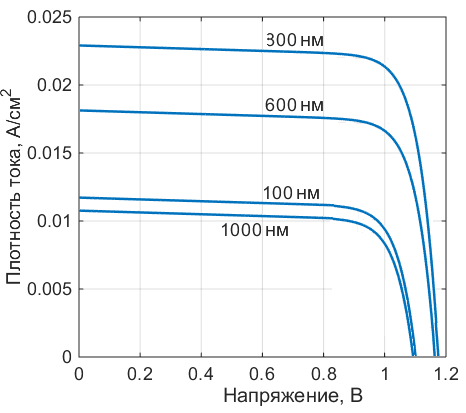 0.025
0.02
0.015
0.01
0.005
0
0
0.2
0.4
0.6
0.8
1
1.2
Плотность тока, А/см²
Напряжение, В
300 нм
600 нм
100 нм
1000 нм